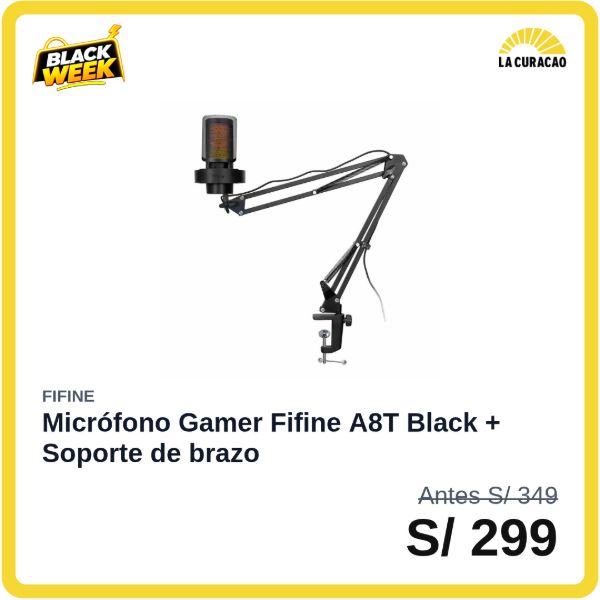 BLACK
WEEK
LA CURACAO
FIFINE
Micrófono Gamer Fifine A8T Black +
Soporte de brazo
Antes S/ 349
S/ 299